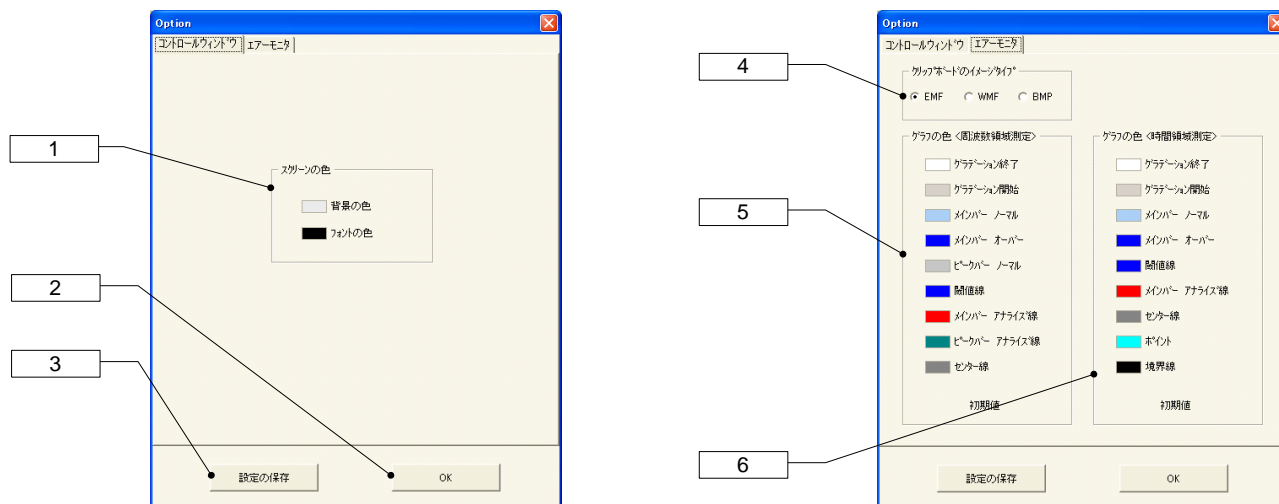 Option
コントロールウィンドウ エアーモニタ
1
スクリーンの色
背景の色
フォントの色
2
3
設定の保存 OK
Option
コントロールウィンドウ エアーモニタ
4
クリップボードのイメージタイプ
EMF WMF BMP
5
グラフの色 <周波数領域測定>
グラデーション終了
グラデーション開始
メインバー ノーマル
メインバー オーバー
ピークバー ノーマル
閾値線
メインバー アナライズ線
ピークバー アナライズ線
センター線
初期値
グラフの色 <時間領域測定>
グラデーション終了
グラデーション開始
メインバー ノーマル
メインバー オーバー
閾値線
メインバー アナライズ線
センター線
ポイント
境界線
初期値
6
設定の保存 OK